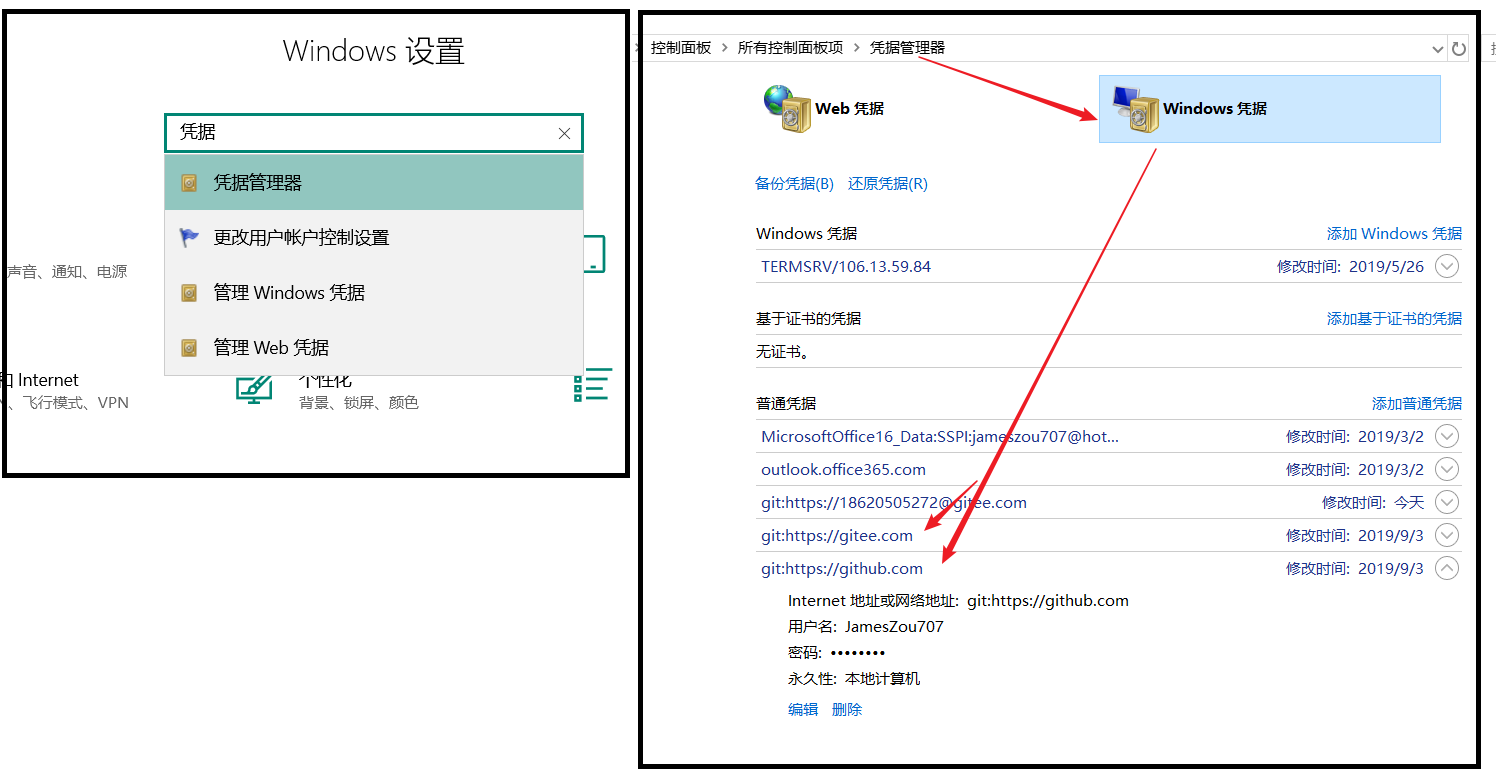 Windows 设置
凭据
凭据管理器
更改用户帐户控制设置
声音、通知、电源
管理 Windows 凭据
管理 Web 凭据
Internet
个性化
、飞行模式、VPN
背景、锁屏、颜色
控制面板 > 所有控制面板项 > 凭据管理器
Web 凭据
Windows 凭据
备份凭据(B) 还原凭据(R)
Windows 凭据 添加 Windows 凭据
TERMSRV/106.13.59.84 修改时间: 2019/5/26
基于证书的凭据 添加基于证书的凭据
无证书。
普通凭据 添加普通凭据
MicrosoftOffice16_Data:SSPI:jameszou707@hot... 修改时间: 2019/3/2
outlook.office365.com 修改时间: 2019/3/2
git:https://18620505272@gitee.com 修改时间: 今天
git:https://gitee.com 修改时间: 2019/9/3
git:https://github.com 修改时间: 2019/9/3
Internet 地址或网络地址: git:https://github.com
用户名: JamesZou707
密码: ••••••••
永久性: 本地计算机
编辑 删除